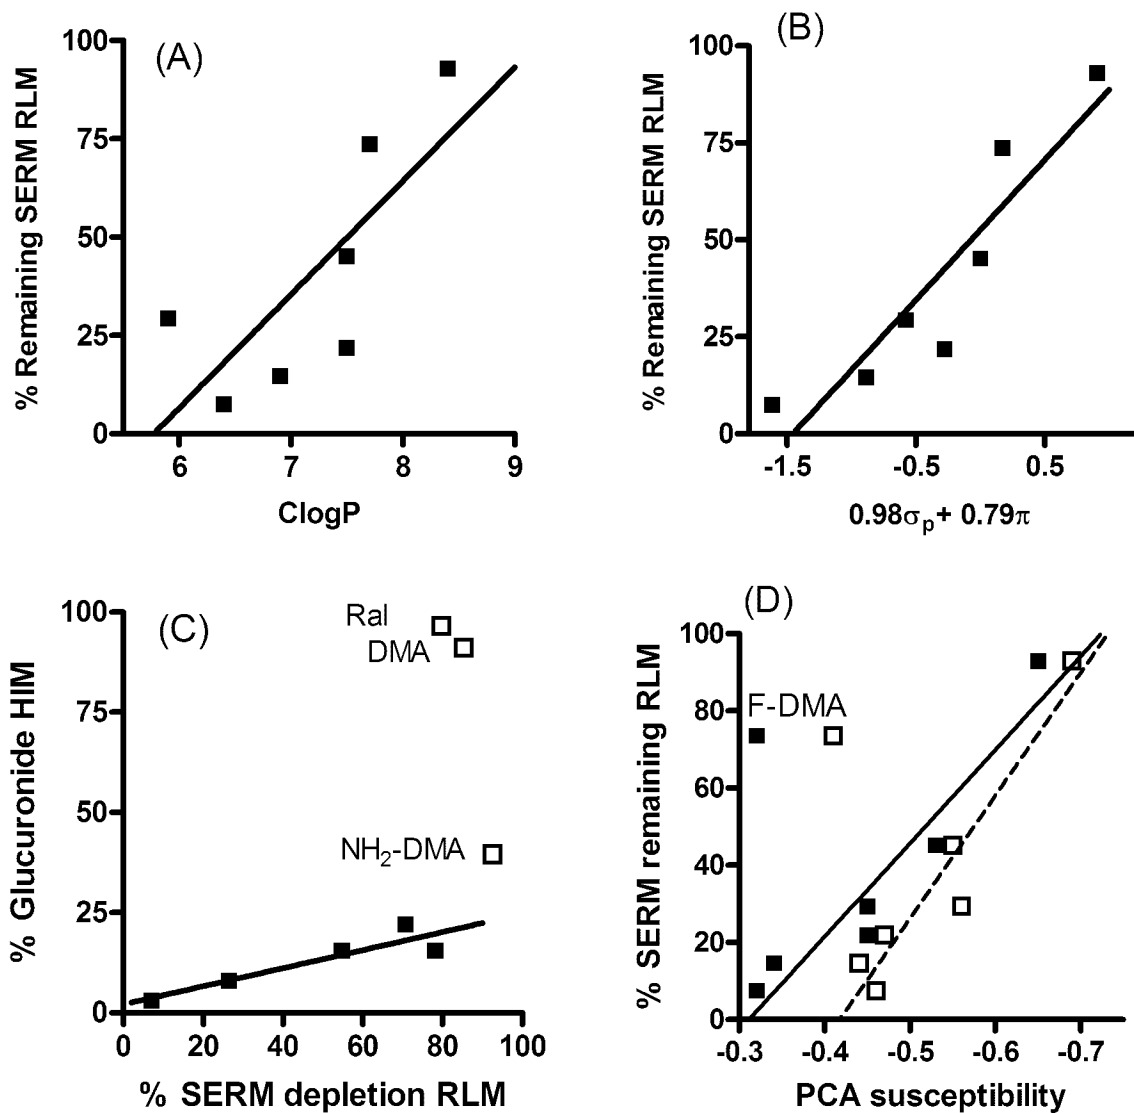 (A)
% Remaining SERM RLM
100
75
50
25
0
6 7 8 9
ClogP
(B)
% Remaining SERM RLM
100
75
50
25
0
-1.5 -0.5 0.5
0.98σp+ 0.79π
(C)
% Glucuronide HIM
100
75
50
25
0
Ral
DMA
NH2-DMA
0 20 40 60 80 100
% SERM depletion RLM
(D)
% SERM remaining RLM
100
80
60
40
20
0
F-DMA
-0.3 -0.4 -0.5 -0.6 -0.7
PCA susceptibility